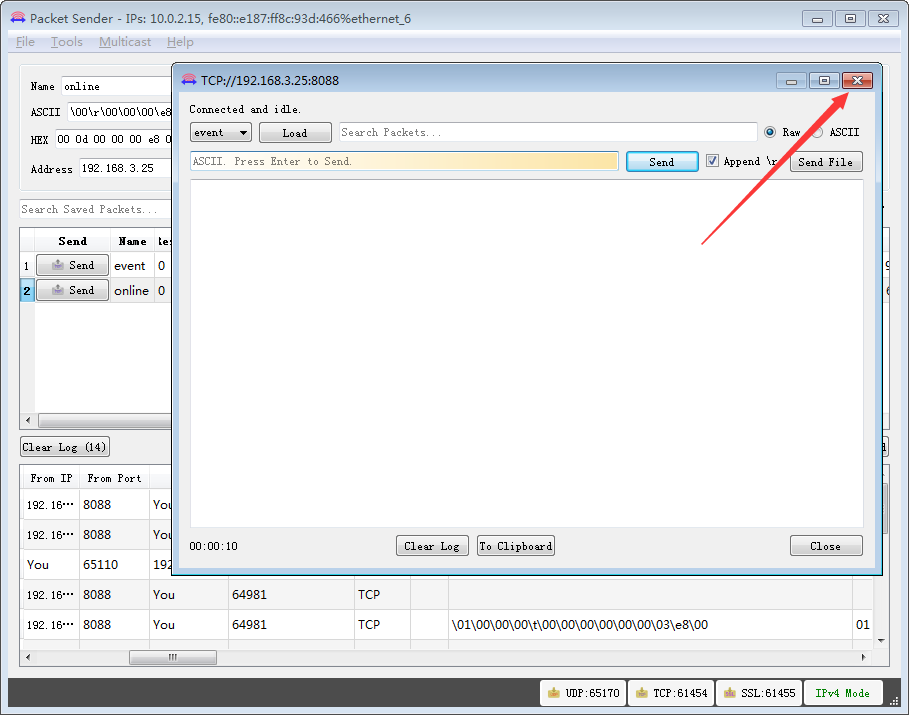 Packet Sender - IPs: 10.0.2.15, fe80::e187:ff8c:93d:466%ethernet_6
File Tools Multicast Help
Name online
ASCII \00\r\00\00\00\e8
HEX 00 0d 00 00 00 e8
Address 192.168.3.25
Search Saved Packets...
Send Name
1 Send event 0
2 Send online 0
Clear Log (14)
TCP://192.168.3.25:8088
Connected and idle.
event Load Search Packets... Raw ASCII
ASCII. Press Enter to Send. Send Append \r Send File
00:00:10 Clear Log To Clipboard Close
From IP From Port
192.16··· 8088 You
192.16··· 8088 You
You 65110 192
192.16··· 8088 You 64981 TCP
192.16··· 8088 You 64981 TCP \01\00\00\00\t\00\00\00\00\00\00\03\e8\00 01
UDP:65170 TCP:61454 SSL:61455 IPv4 Mode